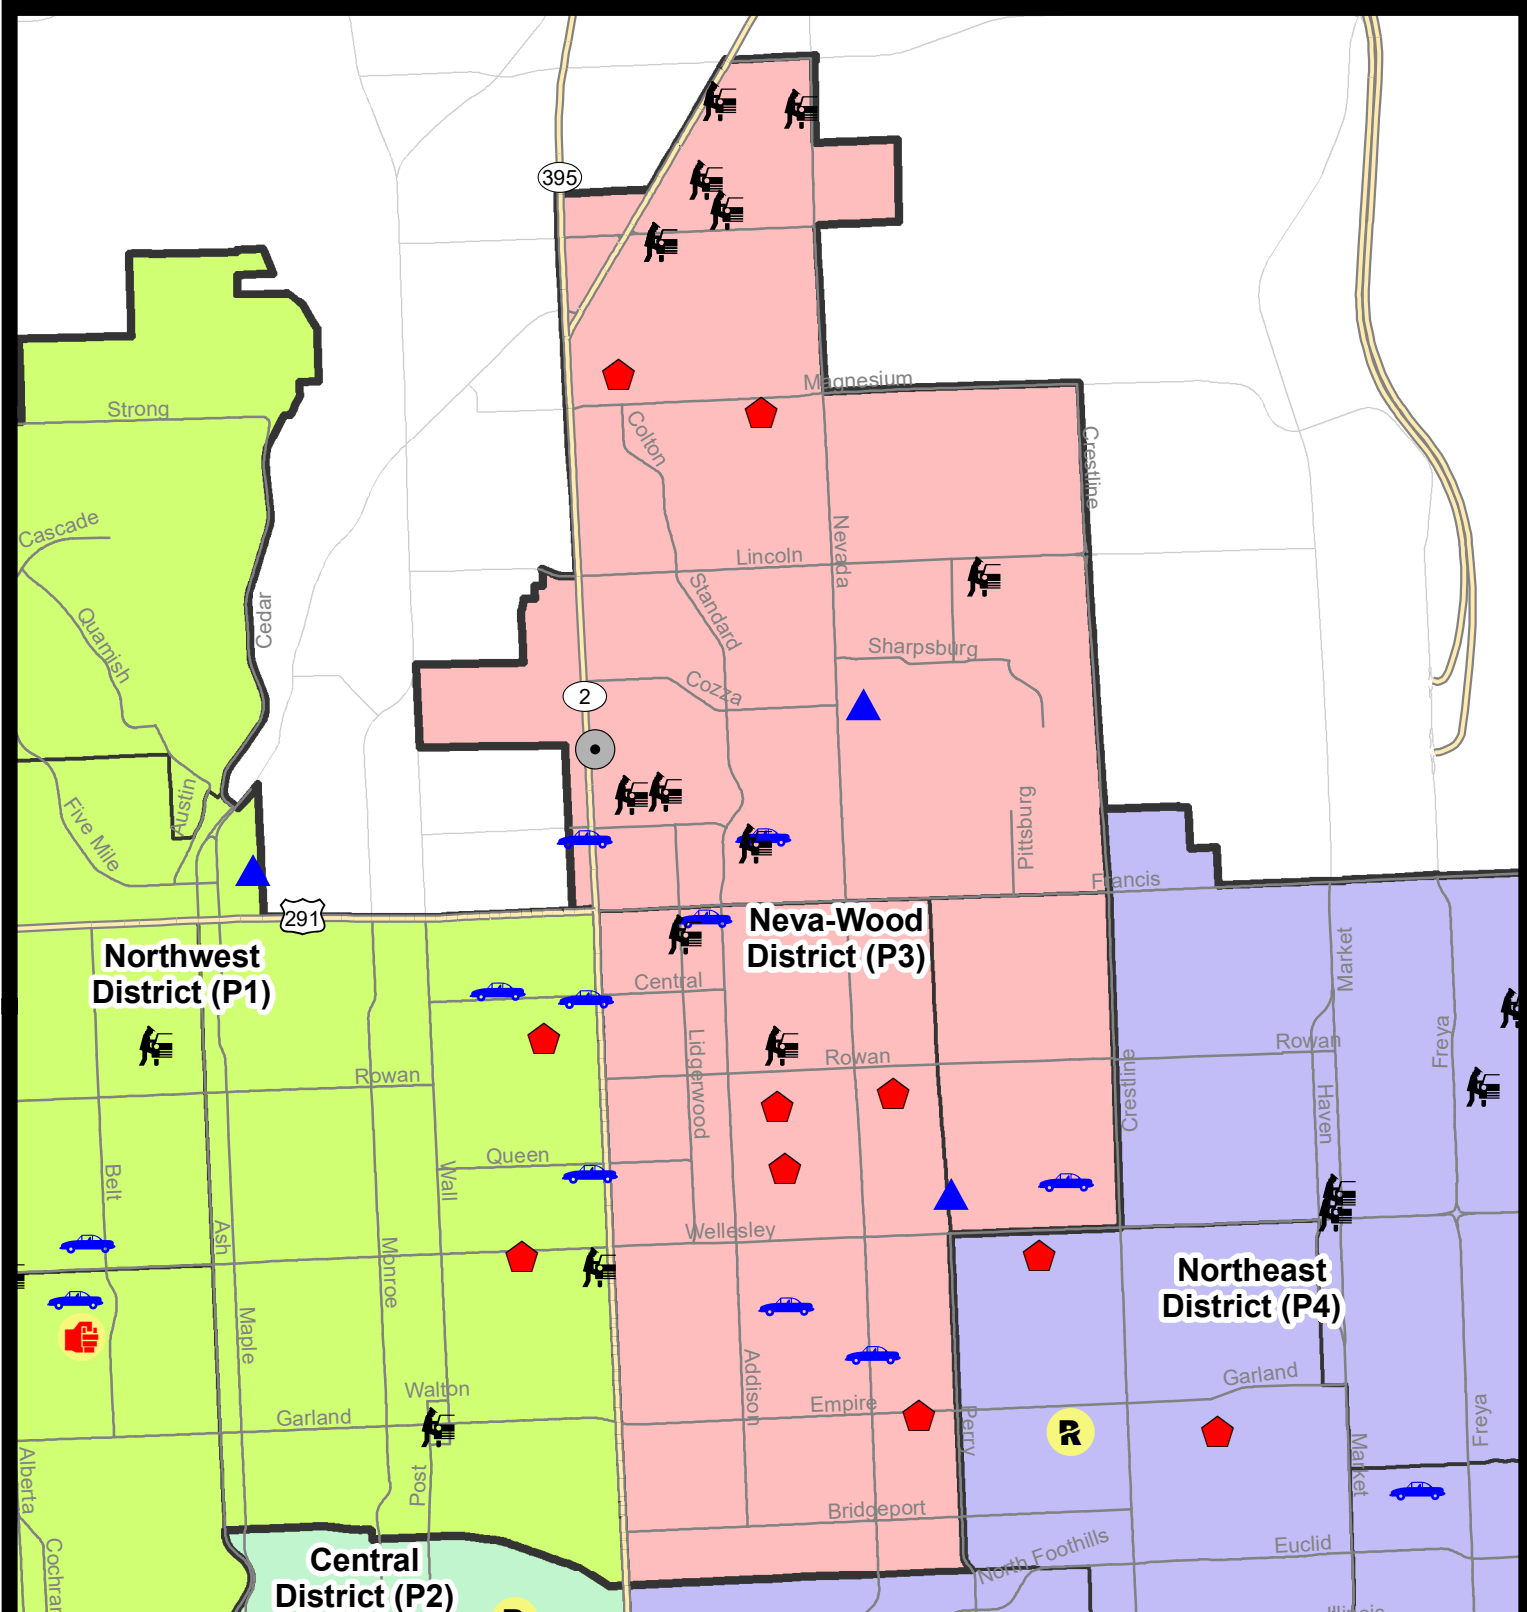 395
Strong
Magnesium
Colton
Crestline
Cascade
Nevada
Lincoln
Standard
Cedar
Quamish
Sharpsburg
Cozza
2
Five Mile
Austin
Pittsburg
Francis
291
Neva-Wood
District (P3)
Northwest
District (P1)
Market
Central
Lidgerwood
Rowan
Rowan
Rowan
Freya
Crestline
Haven
Queen
Belt
Wall
Ash
Wellesley
Monroe
Northeast
District (P4)
Maple
Addison
Walton
Garland
Garland
Empire
Perry
R
Freya
Market
Alberta
Post
Bridgeport
Euclid
North Foothills
Cochran
Central
District (P2)